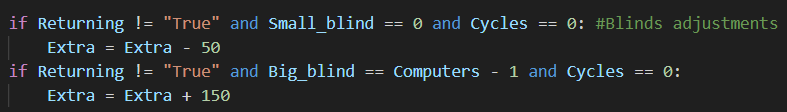 if Returning != "True" and Small_blind == 0 and Cycles == 0: #Blinds adjustments
    Extra = Extra - 50
if Returning != "True" and Big_blind == Computers - 1 and Cycles == 0:
    Extra = Extra + 150